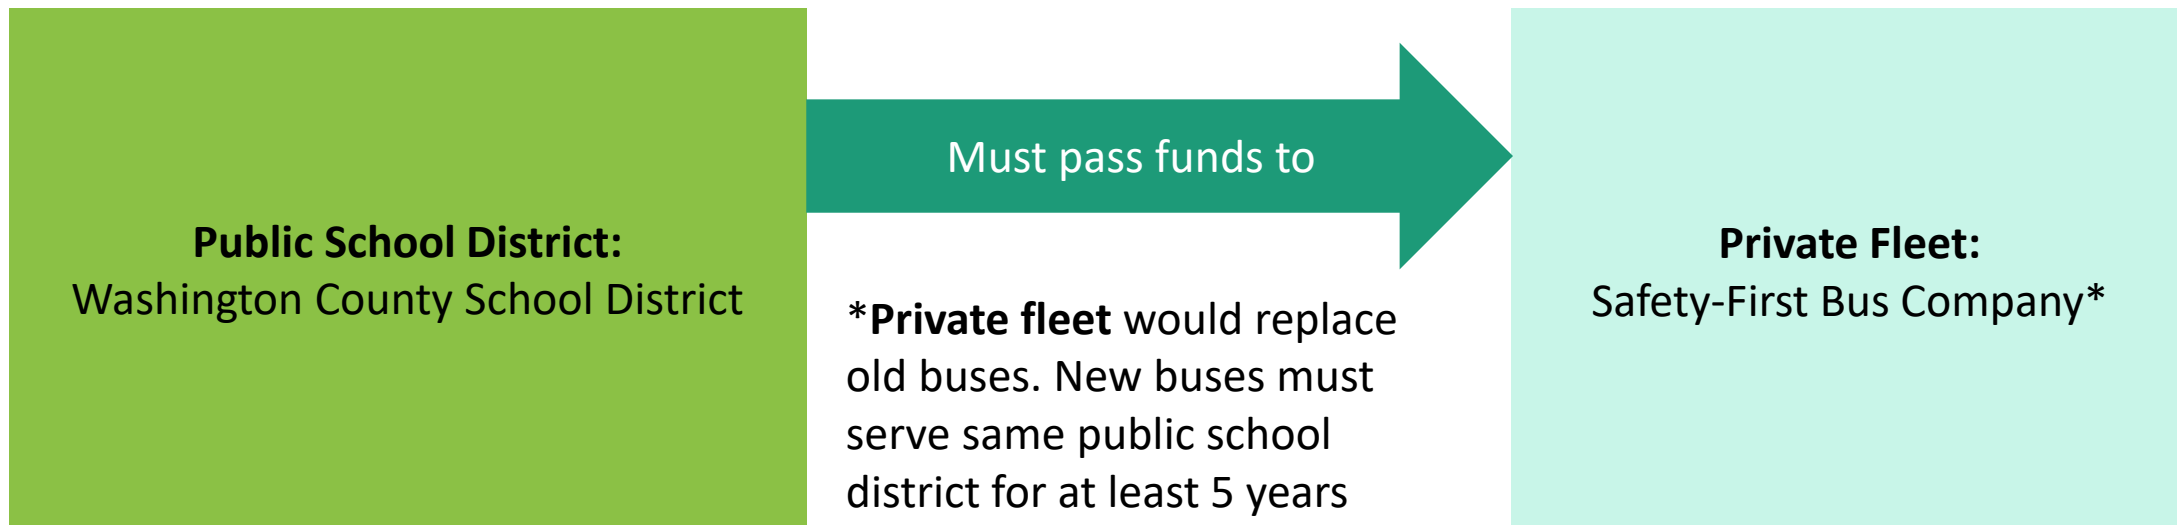 Public School District:
Washington County School District
Must pass funds to
*Private fleet would replace
old buses. New buses must
serve same public school
district for at least 5 years
Private Fleet:
Safety-First Bus Company*